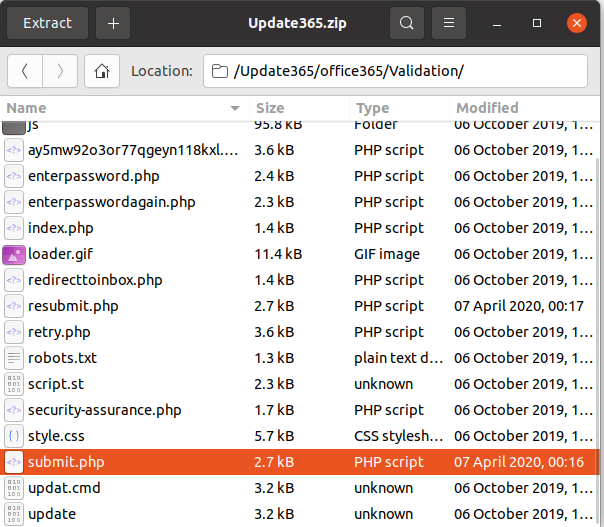 Extract + Update365.zip
Location: /Update365/office365/Validation/
Name Size Type Modified
js 95.8 kB Folder 06 October 2019, 1...
ay5mw92o3or77qgeyn118kxl.... 3.6 kB PHP script 06 October 2019, 1...
enterpassword.php 2.4 kB PHP script 06 October 2019, 1...
enterpasswordagain.php 2.3 kB PHP script 06 October 2019, 1...
index.php 1.4 kB PHP script 06 October 2019, 1...
loader.gif 11.4 kB GIF image 06 October 2019, 1...
redirecttoinbox.php 1.4 kB PHP script 06 October 2019, 1...
resubmit.php 2.7 kB PHP script 07 April 2020, 00:17
retry.php 3.6 kB PHP script 06 October 2019, 1...
robots.txt 1.3 kB plain text d... 06 October 2019, 1...
script.st 2.3 kB unknown 06 October 2019, 1...
security-assurance.php 1.7 kB PHP script 06 October 2019, 1...
style.css 5.7 kB CSS stylesh... 06 October 2019, 1...
submit.php 2.7 kB PHP script 07 April 2020, 00:16
updat.cmd 3.2 kB unknown 06 October 2019, 1...
update 3.2 kB unknown 06 October 2019, 1...